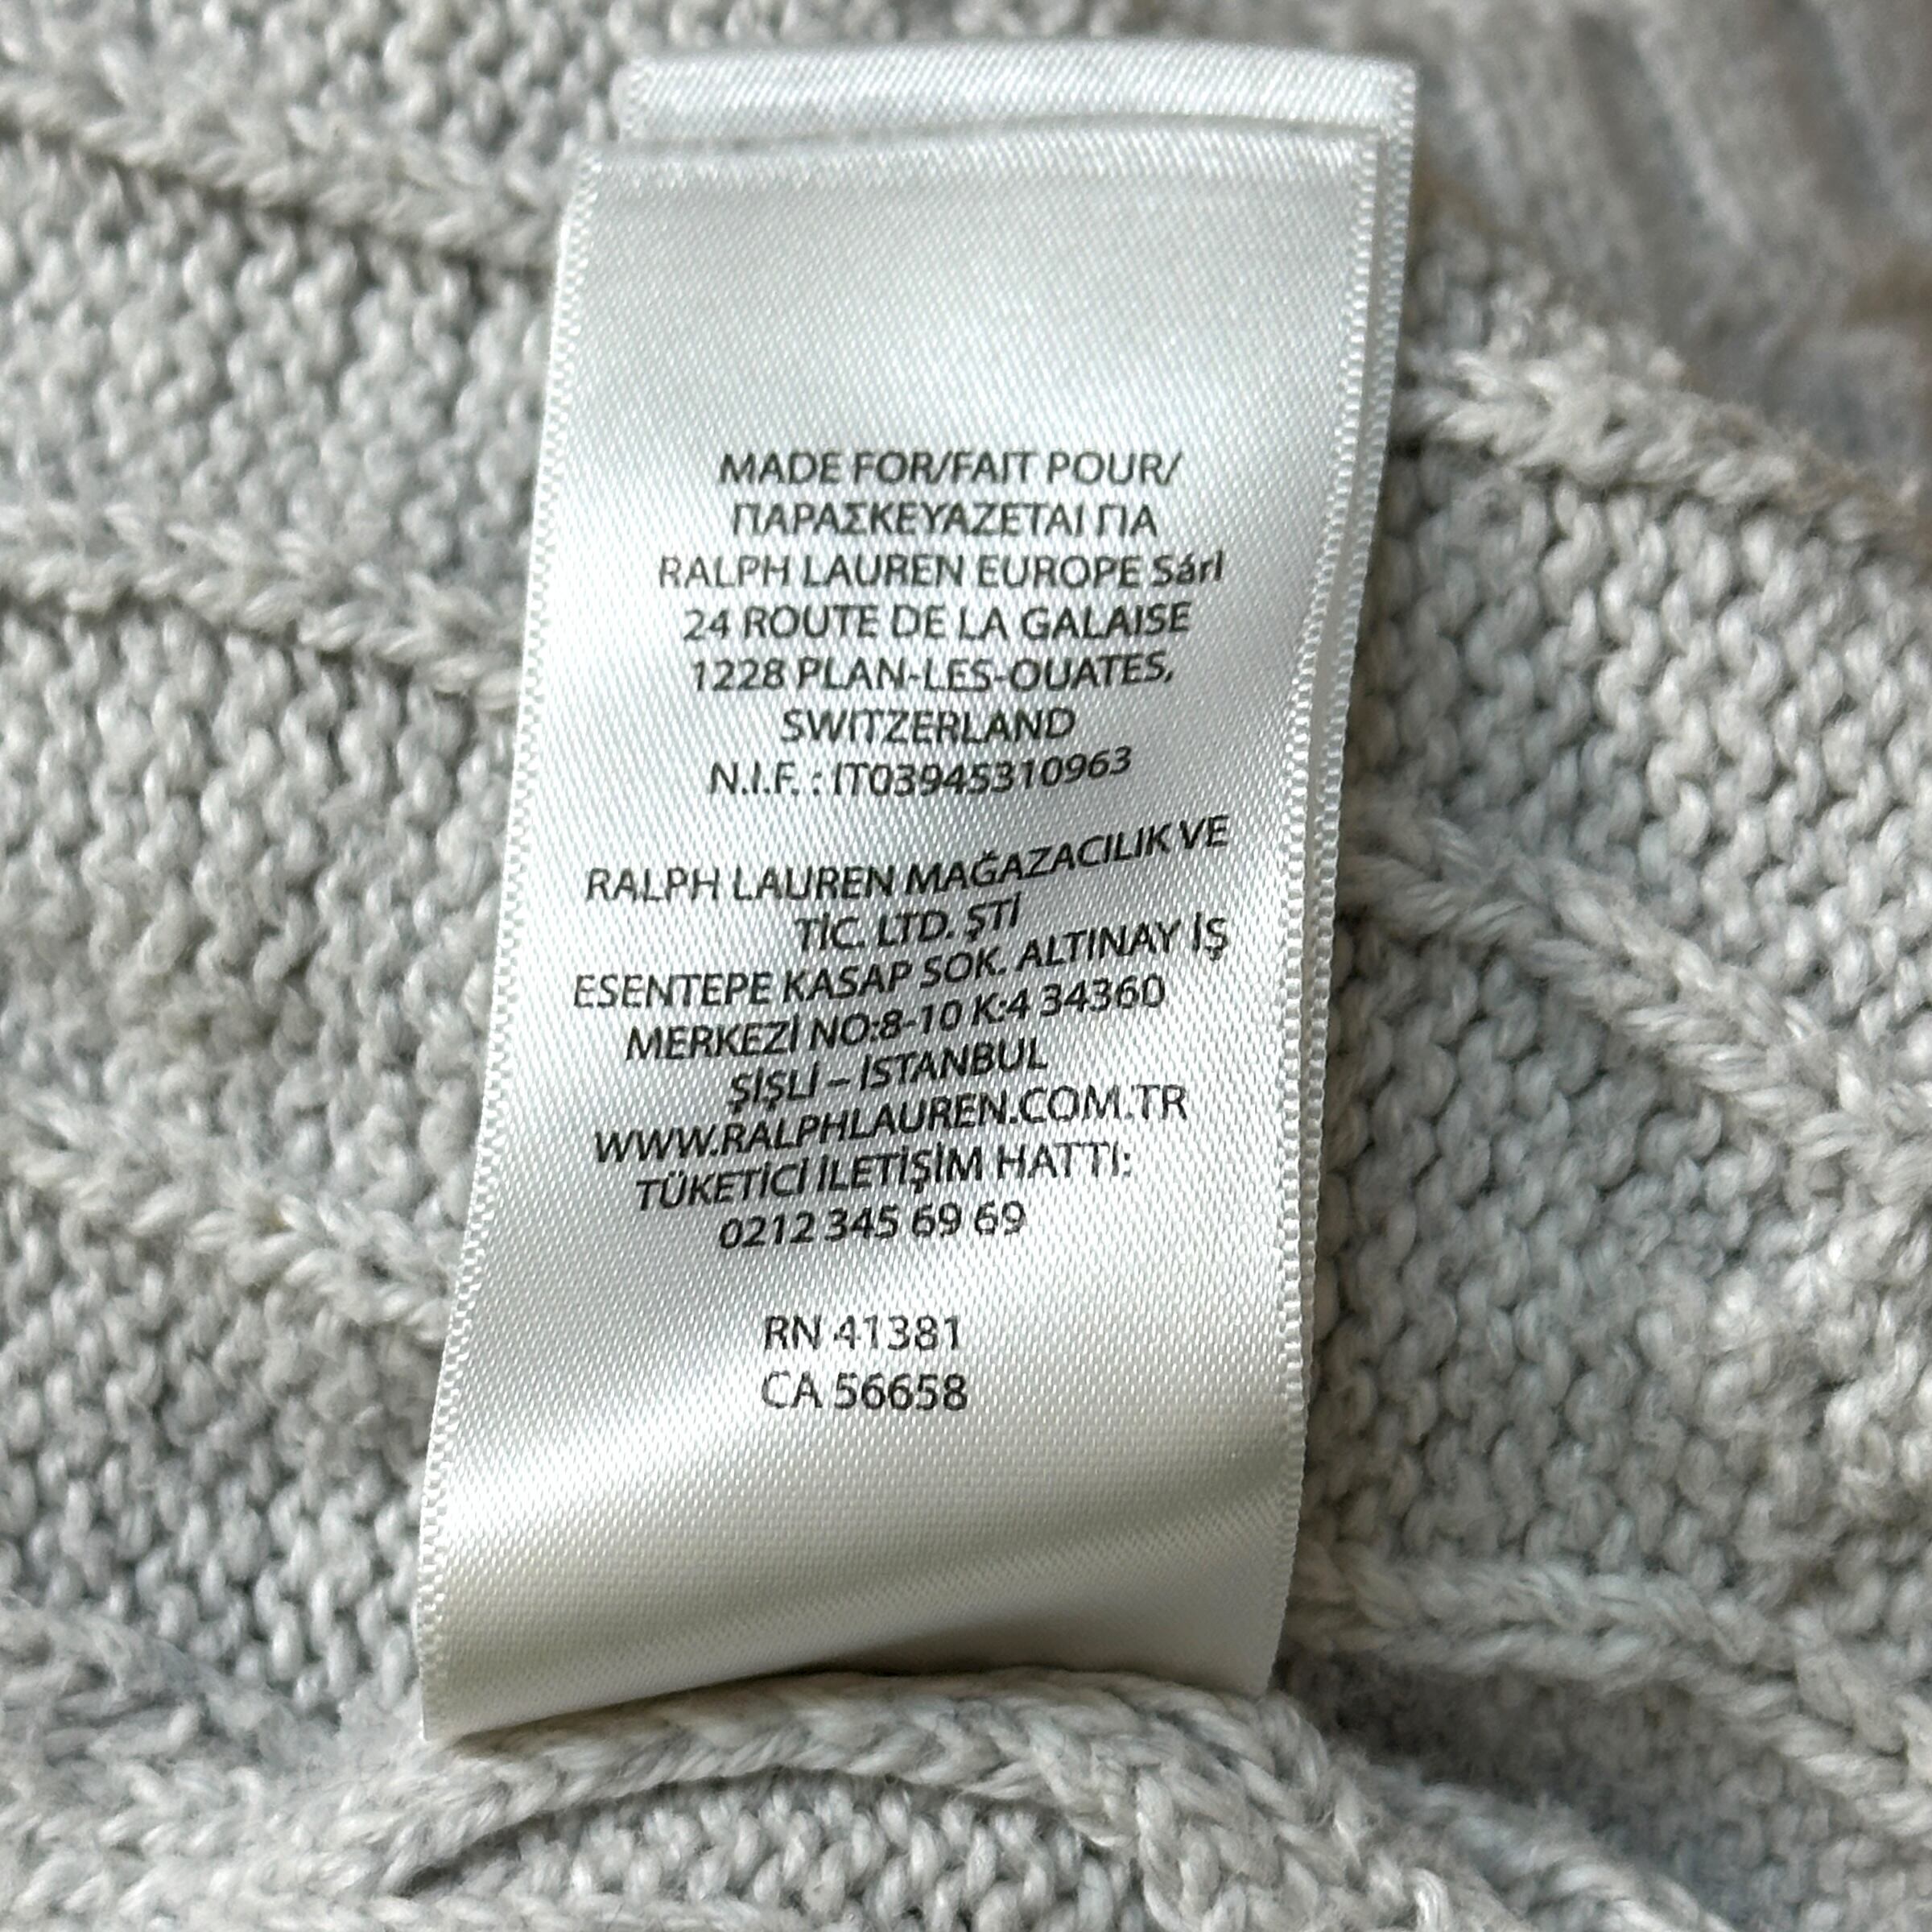 MADE FOR/FAIT POUR/
ΠΑΡΑΣΚΕΥΑΖΕΤΑΙ ΓΙΑ
RALPH LAUREN EUROPE Sárl
24 ROUTE DE LA GALAISE
1228 PLAN-LES-OUATES,
SWITZERLAND
N.I.F. : IT03945310963
RALPH LAUREN MAĞAZACILIK VE
TİC. LTD. ŞTİ
ESENTEPE KASAP SOK. ALTINAY İŞ
MERKEZİ NO:8-10 K:4 34360
ŞİŞLİ – İSTANBUL
WWW.RALPHLAUREN.COM.TR
TÜKETİCİ İLETİŞİM HATTI:
0212 345 69 69
RN 41381
CA 56658